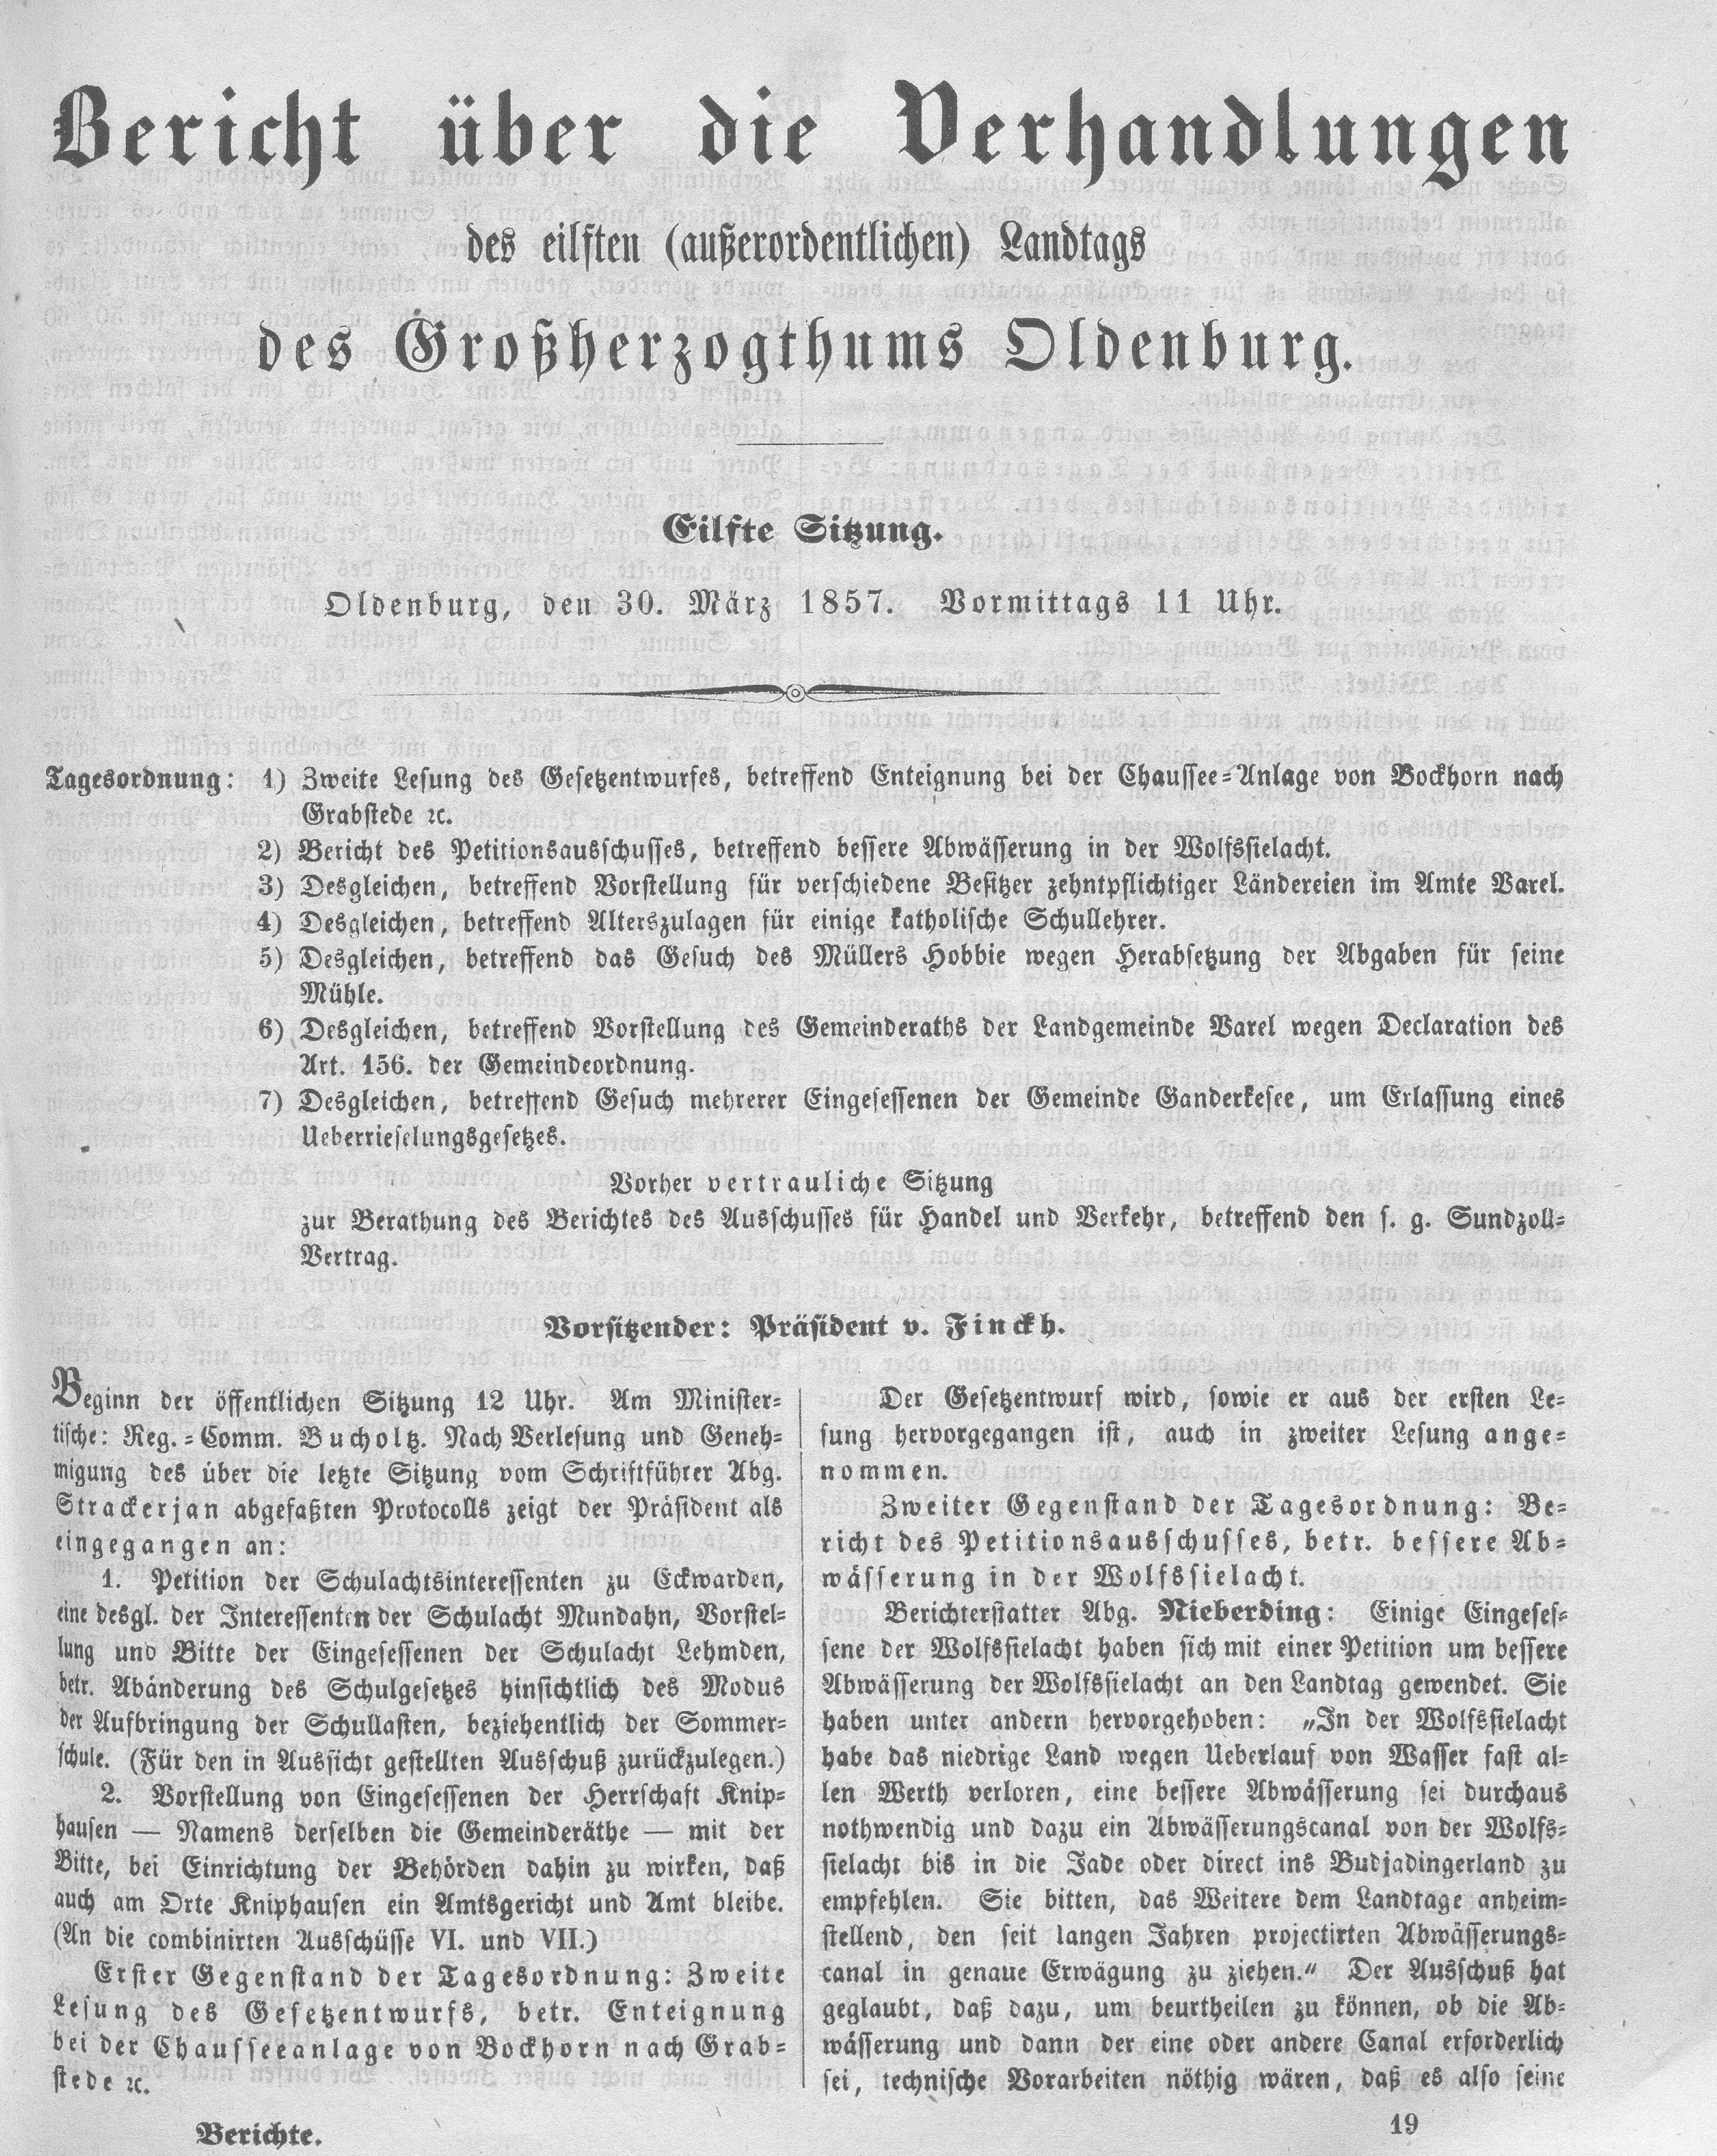 Bericht über die Verhandlungen
des eilften (außerordentlichen) Landtags
des Großherzogthums Oldenburg.
Eilfte Sitzung.
Oldenburg, den 30. März 1857. Vormittags 11 Uhr.
Tagesordnung: 1) Zweite Lesung des Gesetzentwurfes, betreffend Enteignung bei der Chaussee=Anlage von Bockhorn nach
Grabstede ꝛc.
2) Bericht des Petitionsausschusses, betreffend bessere Abwässerung in der Wolfssielacht.
3) Desgleichen, betreffend Vorstellung für verschiedene Besitzer zehntpflichtiger Ländereien im Amte Varel.
4) Desgleichen, betreffend Alterszulagen für einige katholische Schullehrer.
5) Desgleichen, betreffend das Gesuch des Müllers Hobbie wegen Herabsetzung der Abgaben für seine
Mühle.
6) Desgleichen, betreffend Vorstellung des Gemeinderaths der Landgemeinde Varel wegen Declaration des
Art. 156. der Gemeindeordnung.
7) Desgleichen, betreffend Gesuch mehrerer Eingesessenen der Gemeinde Ganderkesee, um Erlassung eines
Ueberrieselungsgesetzes.
Vorher vertrauliche Sitzung
zur Berathung des Berichtes des Ausschusses für Handel und Verkehr, betreffend den s. g. Sundzoll=
Vertrag.
Vorsitzender: Präsident v. Finckh.
Beginn der öffentlichen Sitzung 12 Uhr. Am Minister=
tische: Reg.=Comm. Bucholtz. Nach Verlesung und Geneh=
migung des über die letzte Sitzung vom Schriftführer Abg.
Strackerjan abgefaßten Protocolls zeigt der Präsident als
eingegangen an:
1. Petition der Schulachtsinteressenten zu Eckwarden,
eine desgl. der Interessenten der Schulacht Mundahn, Vorstel=
lung und Bitte der Eingesessenen der Schulacht Lehmden,
betr. Abänderung des Schulgesetzes hinsichtlich des Modus
der Aufbringung der Schullasten, beziehentlich der Sommer=
schule. (Für den in Aussicht gestellten Ausschuß zurückzulegen.)
2. Vorstellung von Eingesessenen der Herrschaft Knip=
hausen — Namens derselben die Gemeinderäthe — mit der
Bitte, bei Einrichtung der Behörden dahin zu wirken, daß
auch am Orte Kniphausen ein Amtsgericht und Amt bleibe.
(An die combinirten Ausschüsse VI. und VII.)
Erster Gegenstand der Tagesordnung: Zweite
Lesung des Gesetzentwurfs, betr. Enteignung
bei der Chausseeanlage von Bockhorn nach Grab=
stede ꝛc.
Der Gesetzentwurf wird, sowie er aus der ersten Le=
sung hervorgegangen ist, auch in zweiter Lesung ange=
nommen.
Zweiter Gegenstand der Tagesordnung: Be=
richt des Petitionsausschusses, betr. bessere Ab=
wässerung in der Wolfssielacht.
Berichterstatter Abg. Nieberding: Einige Eingeses=
sene der Wolfssielacht haben sich mit einer Petition um bessere
Abwässerung der Wolfssielacht an den Landtag gewendet. Sie
haben unter andern hervorgehoben: „In der Wolfssielacht
habe das niedrige Land wegen Ueberlauf von Wasser fast al=
len Werth verloren, eine bessere Abwässerung sei durchaus
nothwendig und dazu ein Abwässerungscanal von der Wolfs=
sielacht bis in die Jade oder direct ins Budjadingerland zu
empfehlen. Sie bitten, das Weitere dem Landtage anheim=
stellend, den seit langen Jahren projectirten Abwässerungs=
canal in genaue Erwägung zu ziehen.“ Der Ausschuß hat
geglaubt, daß dazu, um beurtheilen zu können, ob die Ab=
wässerung und dann der eine oder andere Canal erforderlich
sei, technische Vorarbeiten nöthig wären, daß es also seine
Berichte.
19